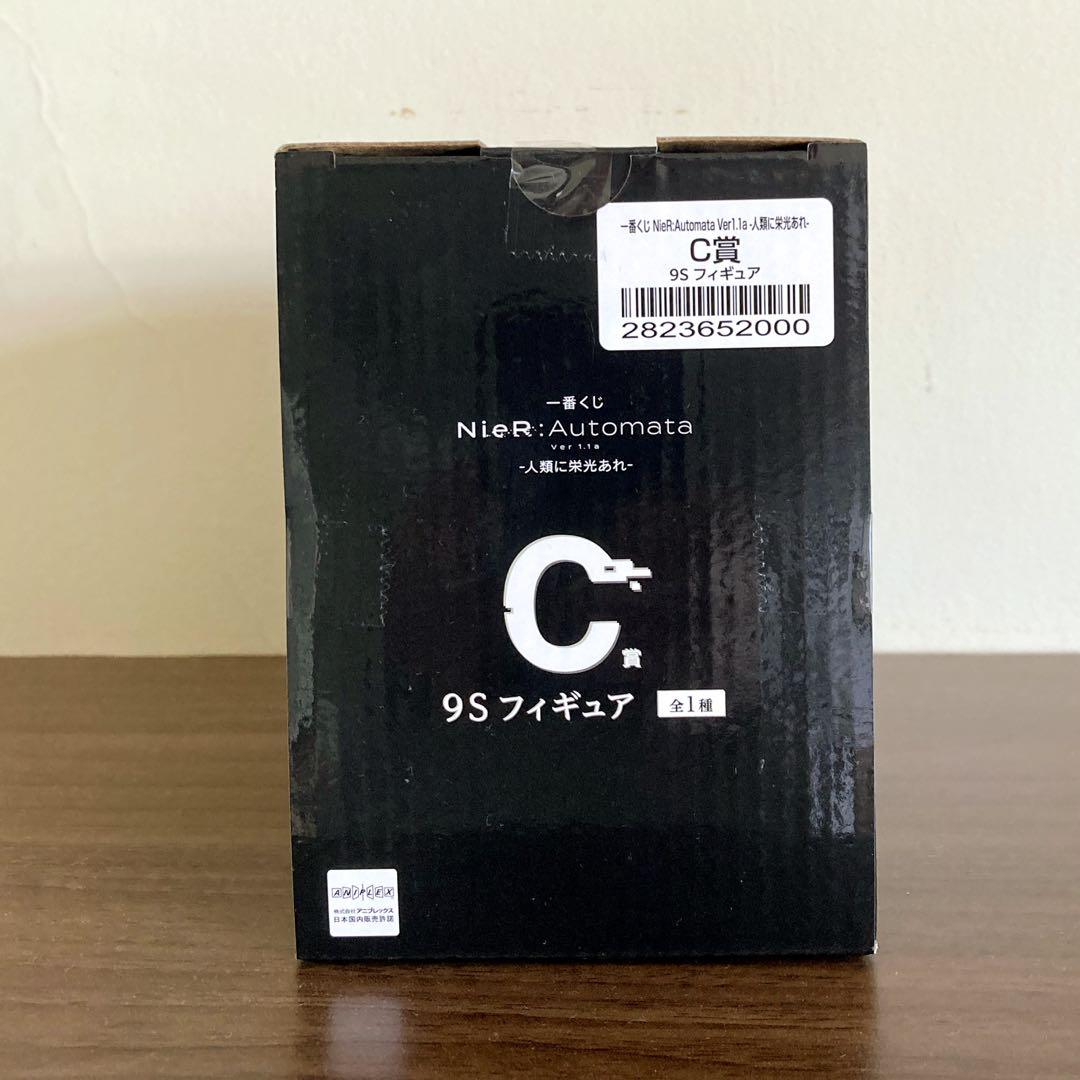 一番くじ NieR:Automata Ver1.1a -人類に栄光あれ-
C賞
9S フィギュア
2823652000
一番くじ
NieR:Automata
Ver 1.1a
-人類に栄光あれ-
C賞
9S フィギュア 全1種
ANIPLEX
株式会社アニプレックス
日本国内販売許諾